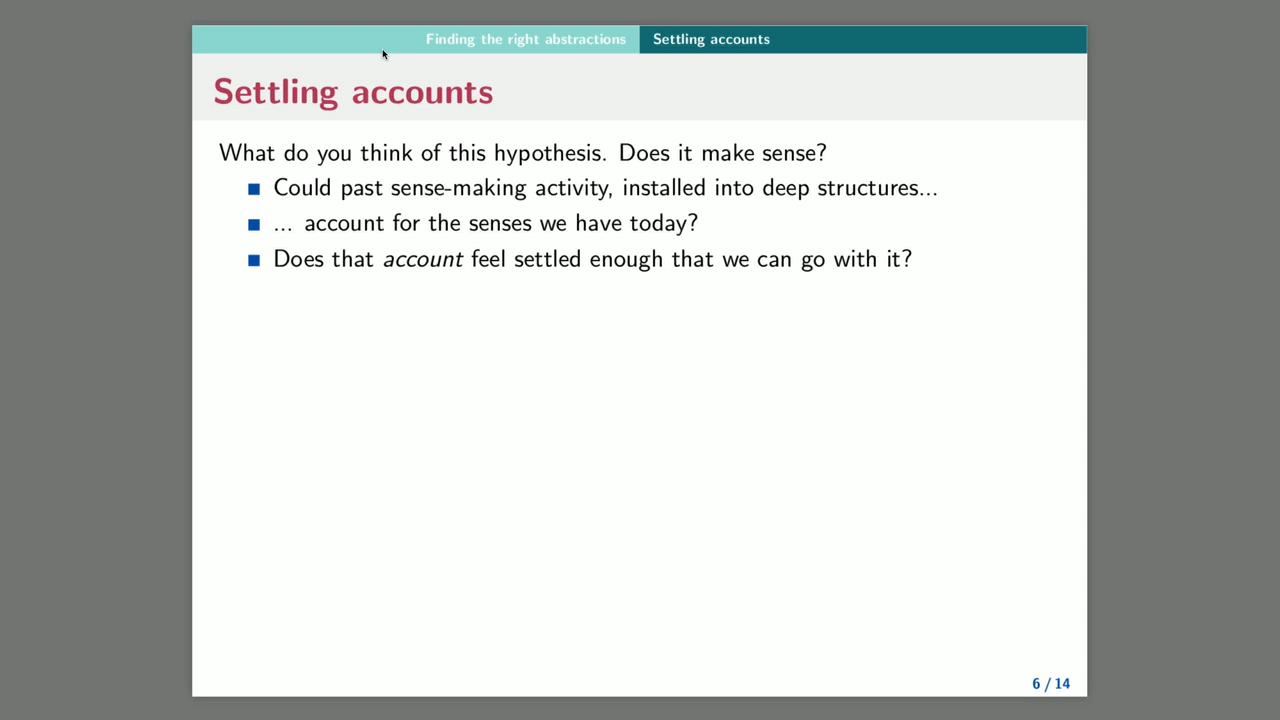 Finding the right abstractions Settling accounts
Settling accounts
What do you think of this hypothesis. Does it make sense?
Could past sense-making activity, installed into deep structures...
... account for the senses we have today?
Does that account feel settled enough that we can go with it?
6 / 14